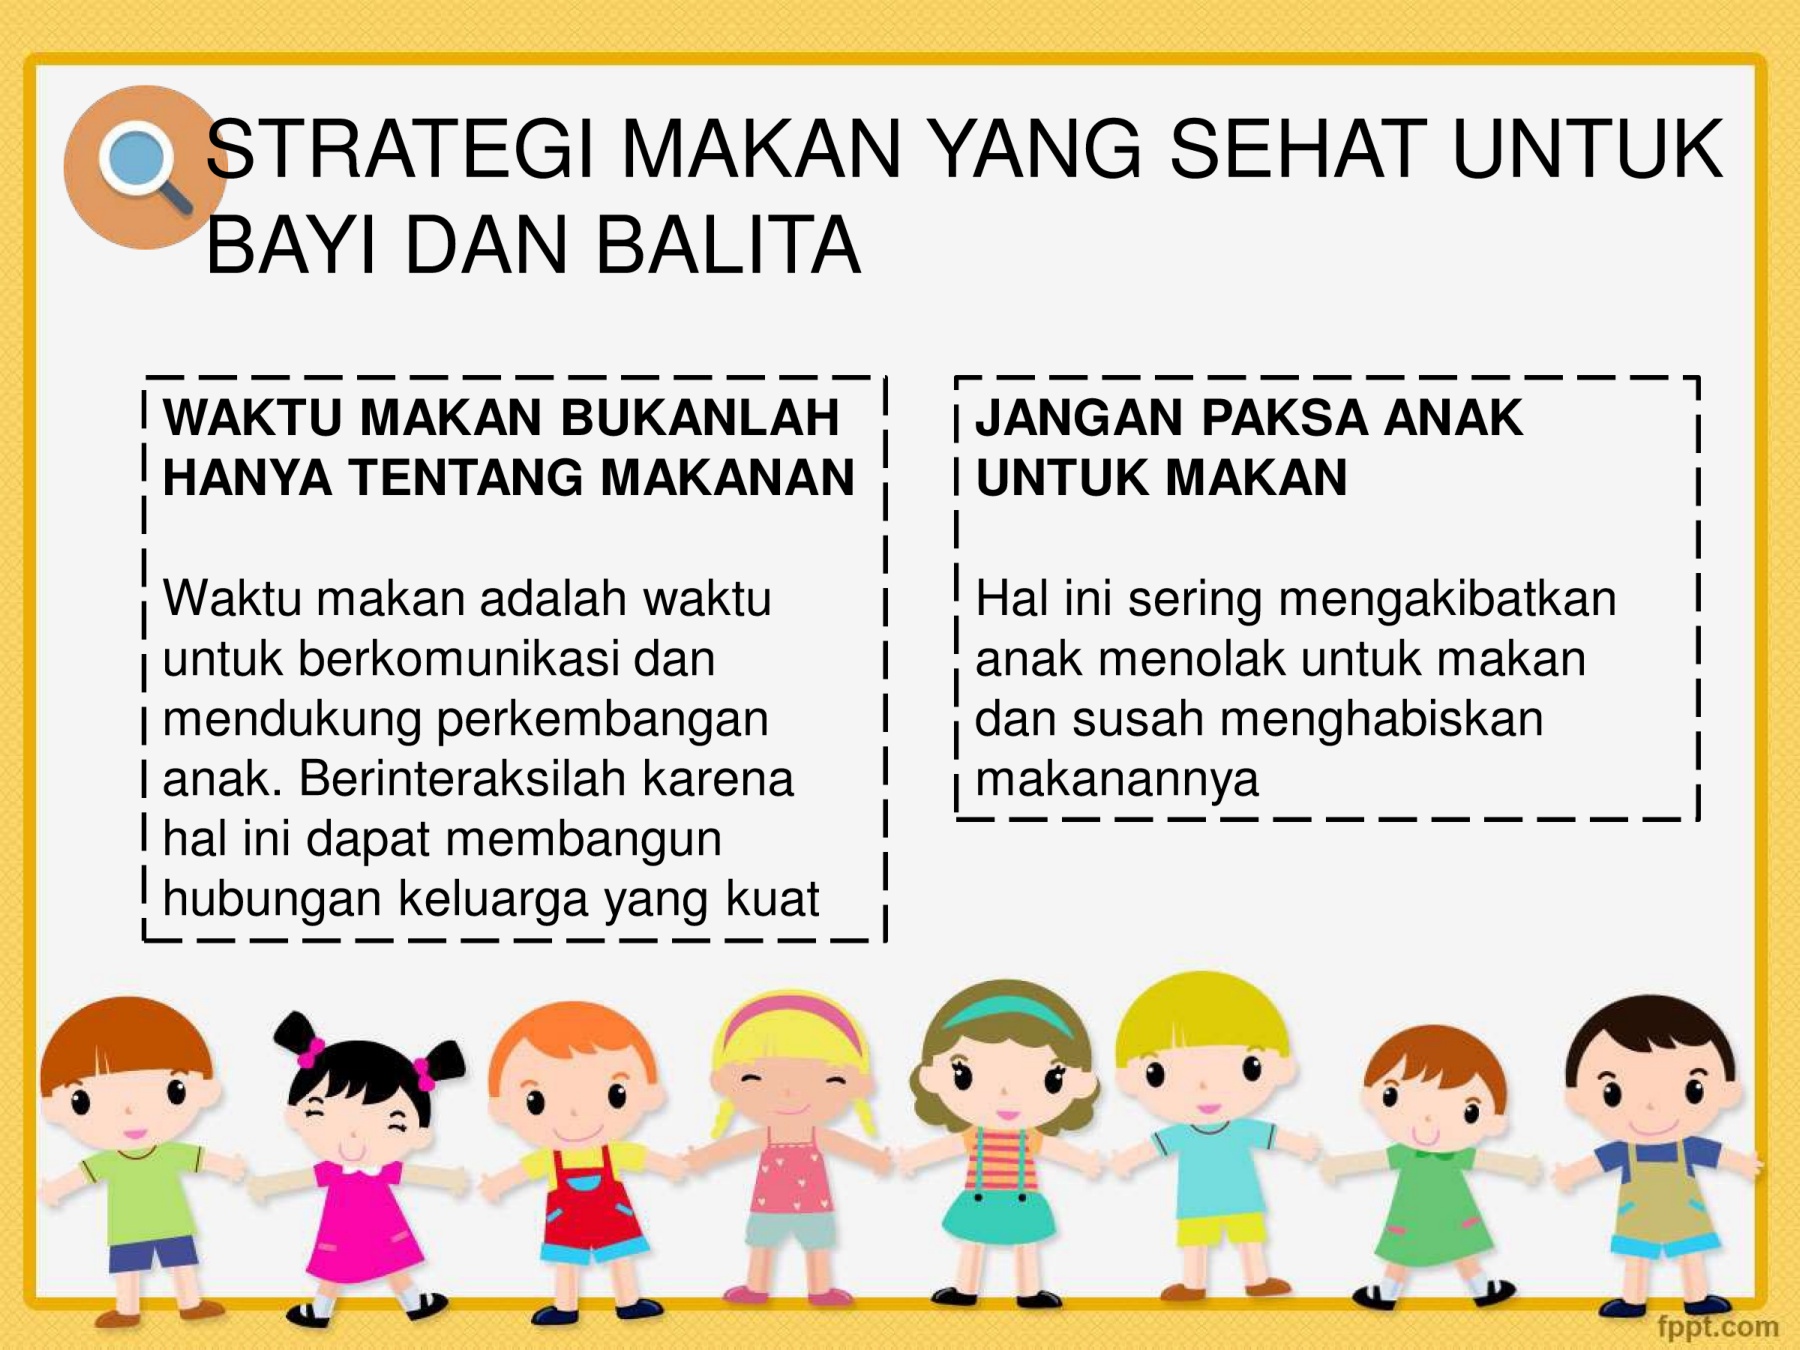 STRATEGI MAKAN YANG SEHAT UNTUK
BAYI DAN BALITA
WAKTU MAKAN BUKANLAH
HANYA TENTANG MAKANAN
Waktu makan adalah waktu
untuk berkomunikasi dan
mendukung perkembangan
anak. Berinteraksilah karena
hal ini dapat membangun
hubungan keluarga yang kuat
JANGAN PAKSA ANAK
UNTUK MAKAN
Hal ini sering mengakibatkan
anak menolak untuk makan
dan susah menghabiskan
makanannya
fppt.com